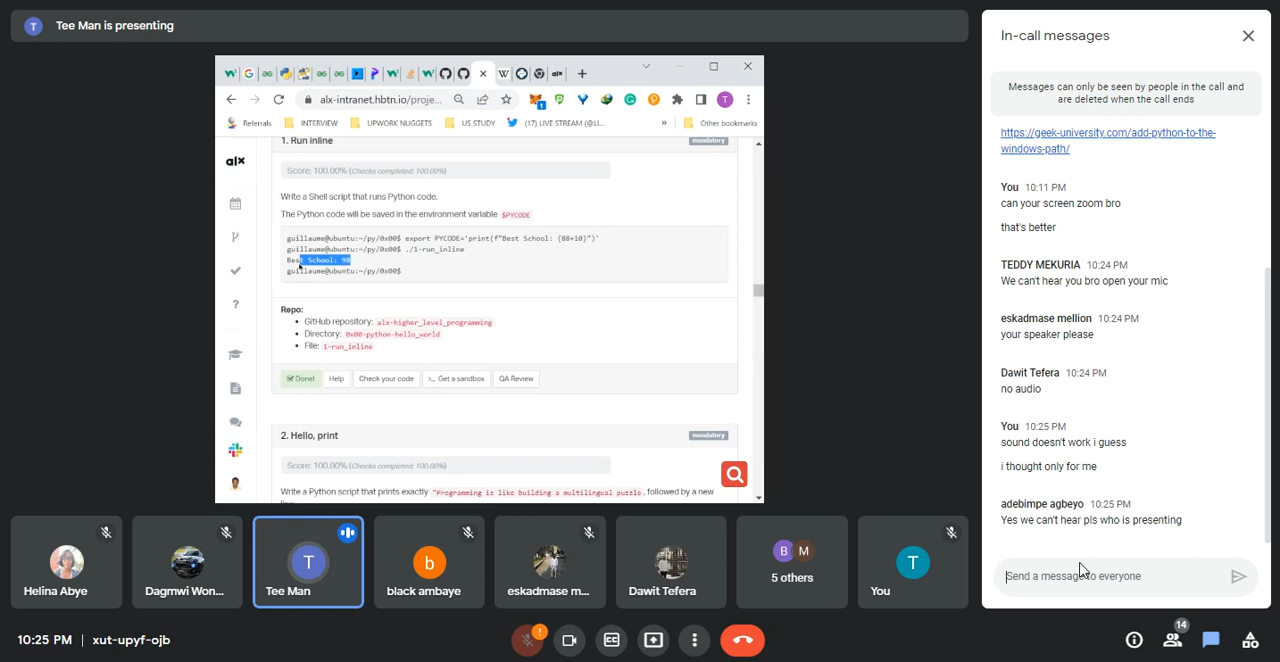 T Tee Man is presenting
alx-intranet.hbtn.io/proje...
Referrals INTERVIEW UPWORK NUGGETS US STUDY (17) LIVE STREAM (@LI... » Other bookmarks
alx
1. Run inline mandatory
Score: 100.00% (Checks completed: 100.00%)
Write a Shell script that runs Python code.
The Python code will be saved in the environment variable $PYCODE
guillaume@ubuntu:~/py/0x00$ export PYCODE='print(f"Best School: {88+10}")'
guillaume@ubuntu:~/py/0x00$ ./1-run_inline
Best School: 98
guillaume@ubuntu:~/py/0x00$
Repo:
• GitHub repository: alx-higher_level_programming
• Directory: 0x00-python-hello_world
• File: 1-run_inline
Done! Help Check your code >_ Get a sandbox QA Review
2. Hello, print mandatory
Score: 100.00% (Checks completed: 100.00%)
Write a Python script that prints exactly "Programming is like building a multilingual puzzle, followed by a new
Helina Abye
Dagmwi Won...
T
Tee Man
b
black ambaye
eskadmase m...
Dawit Tefera
B M
5 others
T
You
10:25 PM | xut-upyf-ojb
14
In-call messages
Messages can only be seen by people in the call and
are deleted when the call ends
https://geek-university.com/add-python-to-the-
windows-path/
You 10:11 PM
can your screen zoom bro
that's better
TEDDY MEKURIA 10:24 PM
We can't hear you bro open your mic
eskadmase mellion 10:24 PM
your speaker please
Dawit Tefera 10:24 PM
no audio
You 10:25 PM
sound doesn't work i guess
i thought only for me
adebimpe agbeyo 10:25 PM
Yes we can't hear pls who is presenting
Send a message to everyone